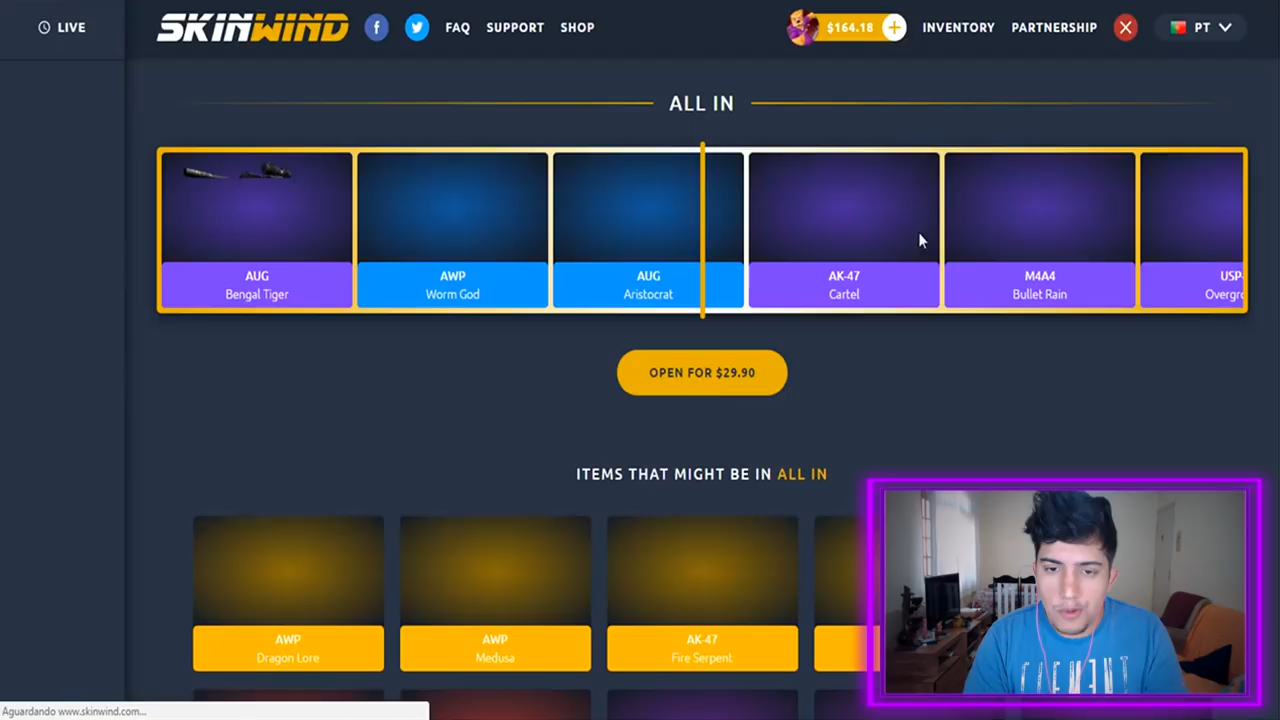 LIVE
SKINWIND
f
FAQ
SUPPORT
SHOP
$164.18
+
INVENTORY
PARTNERSHIP
PT
ALL IN
AUG
Bengal Tiger
AWP
Worm God
AUG
Aristocrat
AK-47
Cartel
M4A4
Bullet Rain
USP-
Overgro
OPEN FOR $29.90
ITEMS THAT MIGHT BE IN ALL IN
AWP
Dragon Lore
AWP
Medusa
AK-47
Fire Serpent
Aguardando www.skinwind.com...